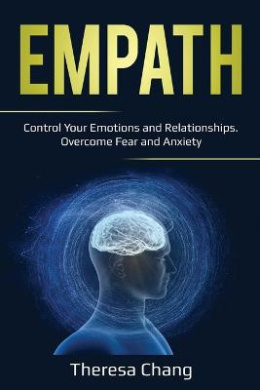 EMPATH
Control Your Emotions and Relationships.
Overcome Fear and Anxiety
Theresa Chang